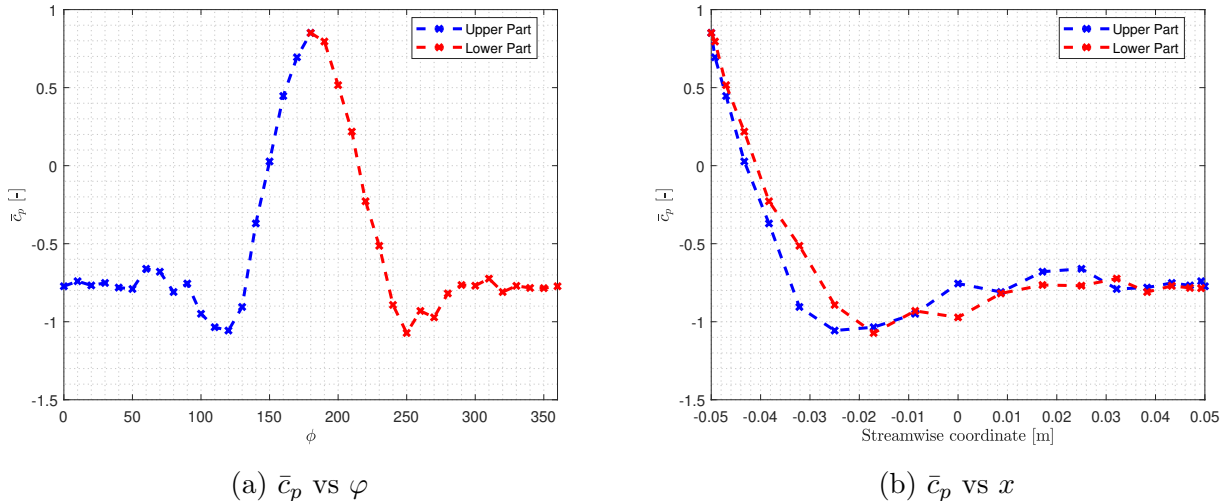 1
0.5
0
-0.5
-1
-1.5
c̄ₚ [-]
0 50 100 150 200 250 300 350
ϕ
Upper Part
Lower Part
(a) c̄ₚ vs φ
1
0.5
0
-0.5
-1
-1.5
c̄ₚ [-]
-0.05 -0.04 -0.03 -0.02 -0.01 0 0.01 0.02 0.03 0.04 0.05
Streamwise coordinate [m]
Upper Part
Lower Part
(b) c̄ₚ vs x